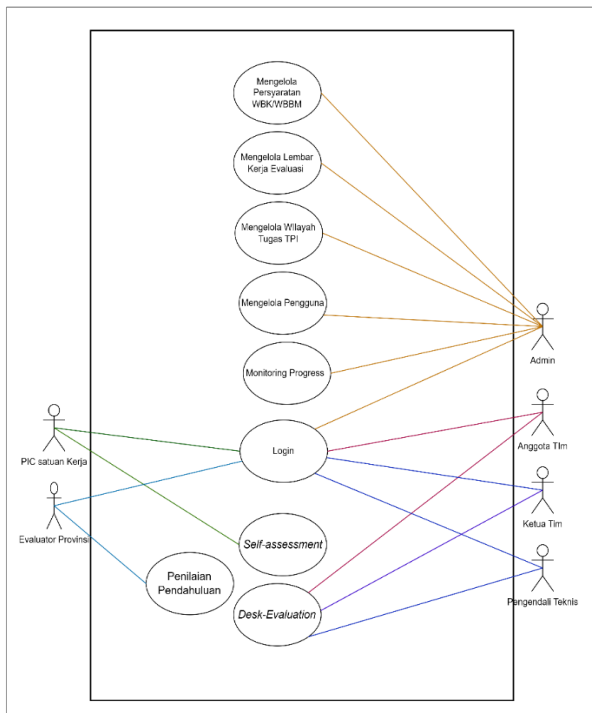 Mengelola
Persyaratan
WBK/WBBM
Mengelola Lembar
Kerja Evaluasi
Mengelola Wilayah
Tugas TPI
Mengelola Pengguna
Monitoring Progress
Admin
PIC satuan Kerja
Login
Anggota TIm
Evaluator Provinsi
Ketua Tim
Self-assessment
Penilaian
Pendahuluan
Pengendali Teknis
Desk-Evaluation